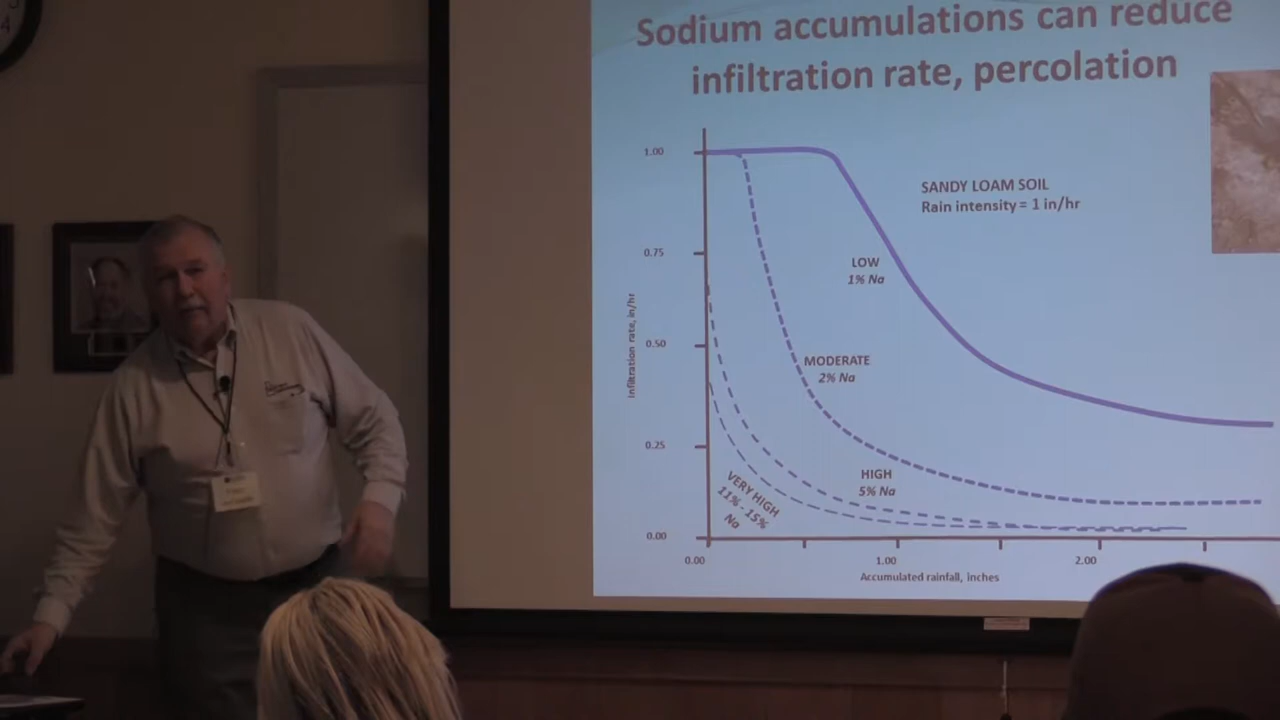 Sodium accumulations can reduce
infiltration rate, percolation
1.00
SANDY LOAM SOIL
Rain intensity = 1 in/hr
0.75
LOW
1% Na
Infiltration rate, in/hr
0.50
MODERATE
2% Na
0.25
HIGH
5% Na
VERY HIGH
11% - 15%
Na
0.00
0.00
1.00
2.00
Accumulated rainfall, inches
4